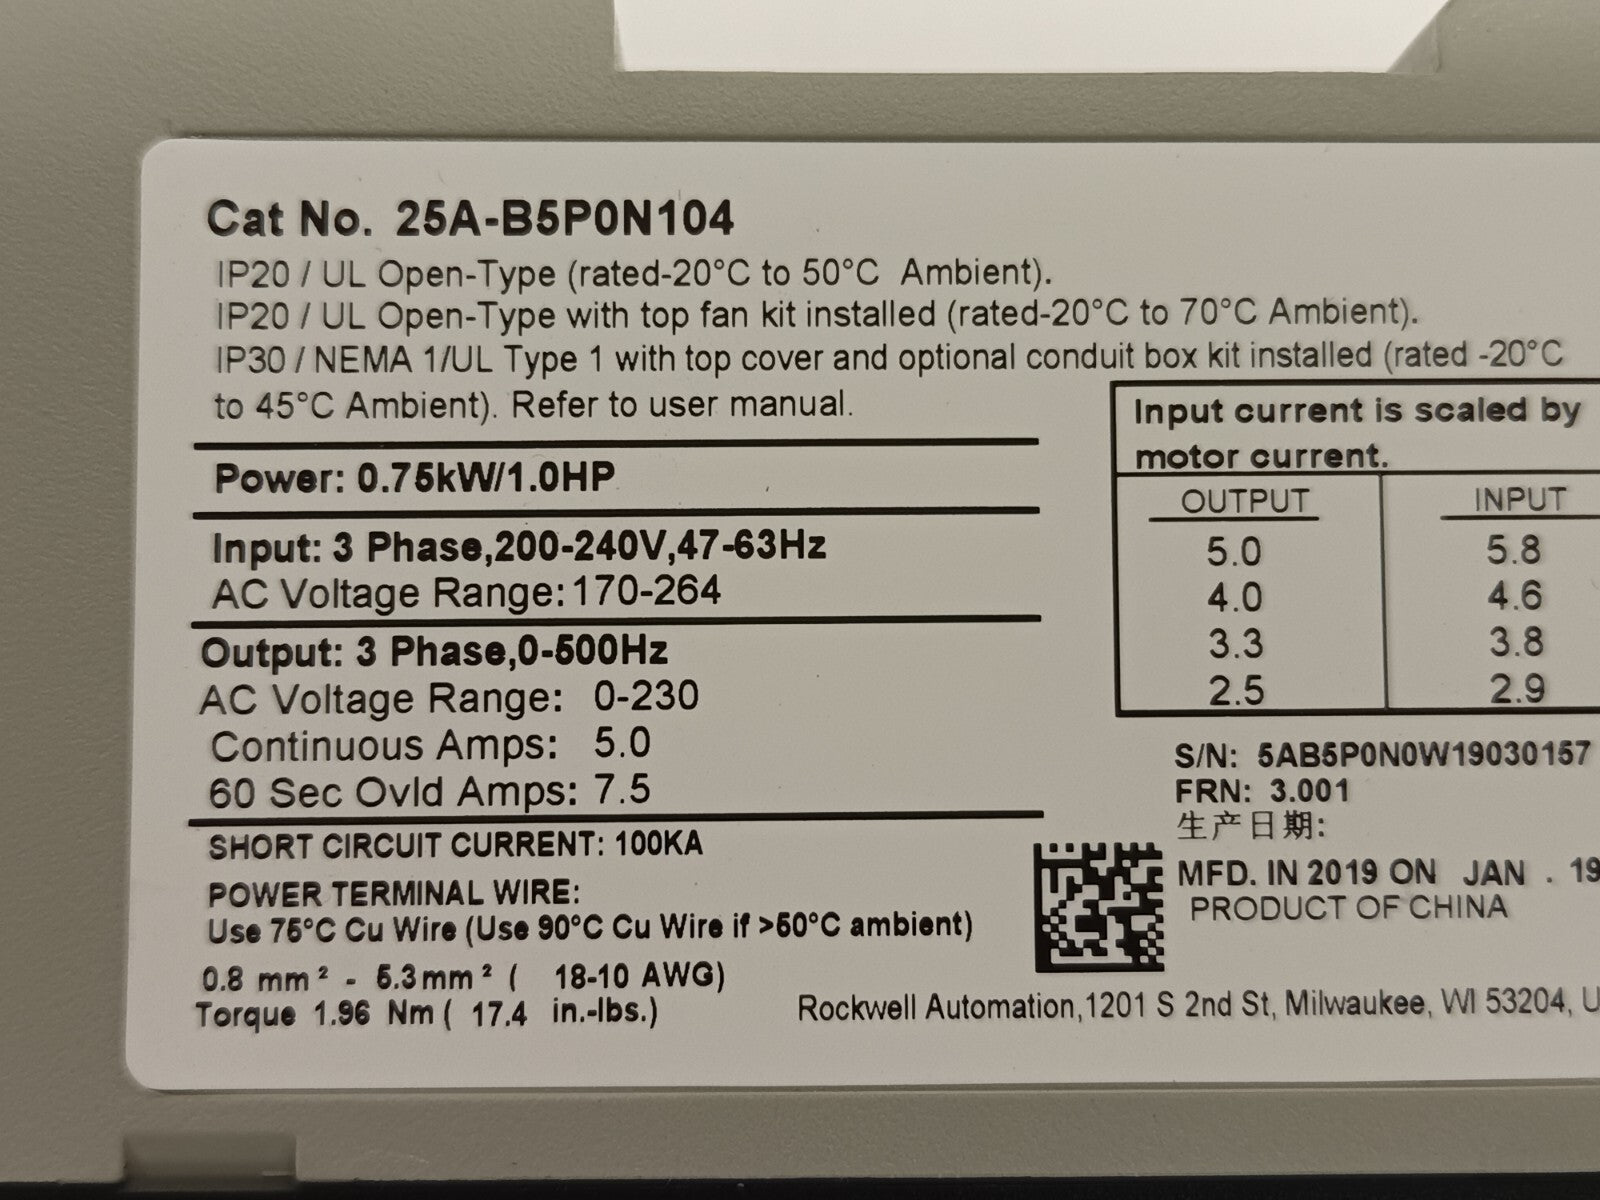 Cat No. 25A-B5P0N104
IP20 / UL Open-Type (rated-20°C to 50°C Ambient).
IP20 / UL Open-Type with top fan kit installed (rated-20°C to 70°C Ambient).
IP30 / NEMA 1/UL Type 1 with top cover and optional conduit box kit installed (rated -20°C
to 45°C Ambient). Refer to user manual.
Power: 0.75kW/1.0HP
Input: 3 Phase,200-240V,47-63Hz
AC Voltage Range: 170-264
Output: 3 Phase,0-500Hz
AC Voltage Range: 0-230
Continuous Amps: 5.0
60 Sec Ovld Amps: 7.5
SHORT CIRCUIT CURRENT: 100KA
POWER TERMINAL WIRE:
Use 75°C Cu Wire (Use 90°C Cu Wire if >50°C ambient)
0.8 mm² - 5.3mm² ( 18-10 AWG)
Torque 1.96 Nm ( 17.4 in.-lbs.)
Input current is scaled by
motor current.
OUTPUT INPUT
5.0 5.8
4.0 4.6
3.3 3.8
2.5 2.9
S/N: 5AB5P0N0W19030157
FRN: 3.001
生产日期:
MFD. IN 2019 ON JAN . 19
PRODUCT OF CHINA
Rockwell Automation,1201 S 2nd St, Milwaukee, WI 53204, U